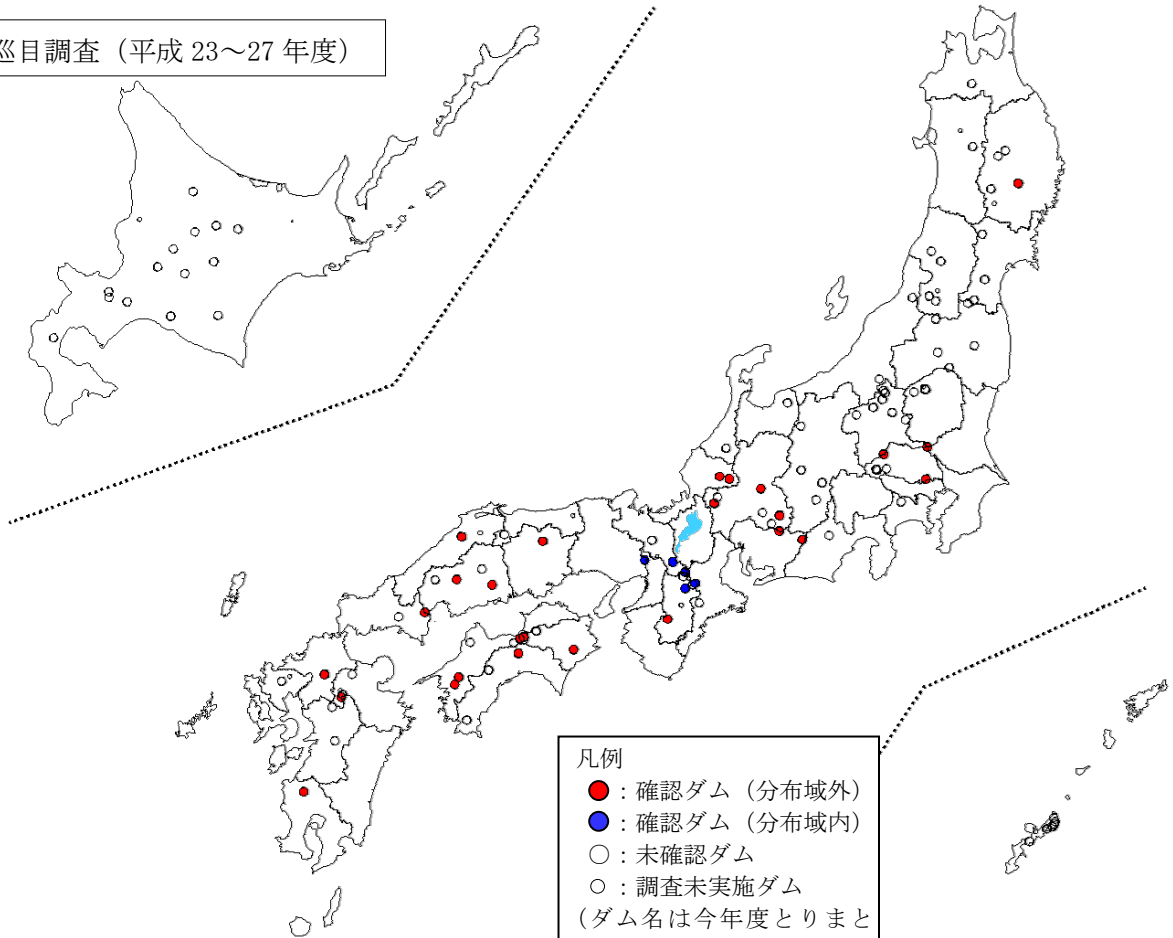 巡目調査（平成 23～27 年度）
凡例
：確認ダム（分布域外）
：確認ダム（分布域内）
：未確認ダム
：調査未実施ダム
（ダム名は今年度とりまと